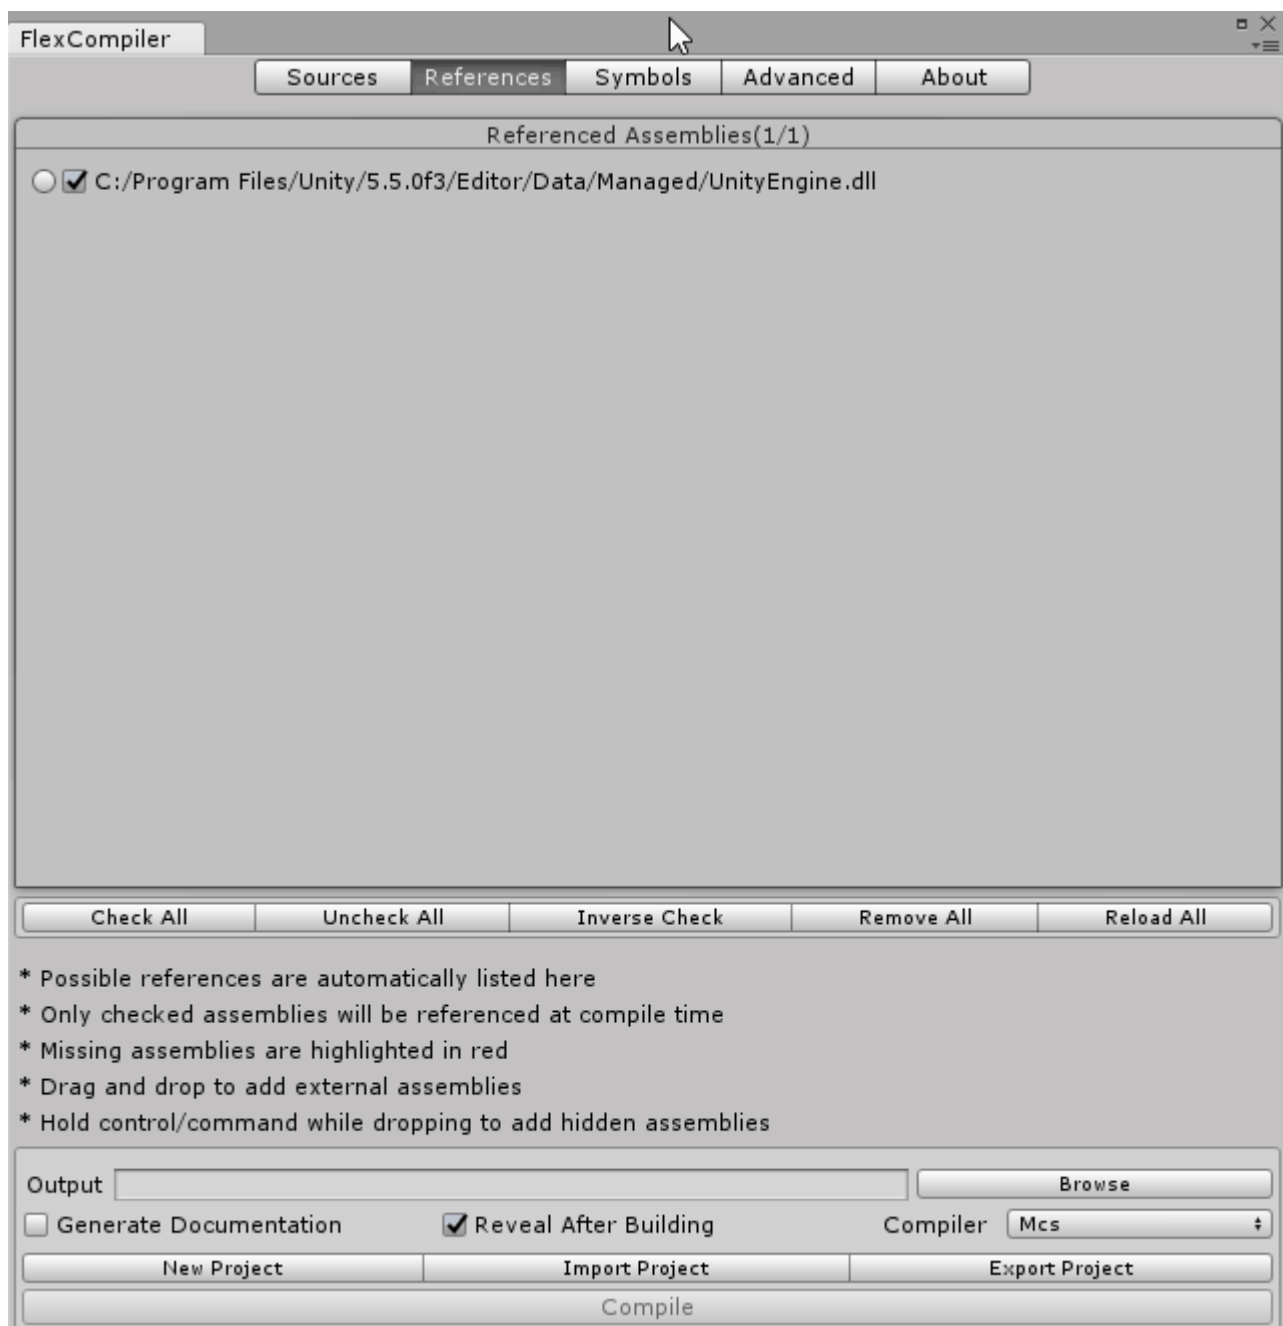 FlexCompiler
Sources References Symbols Advanced About
Referenced Assemblies(1/1)
C:/Program Files/Unity/5.5.0f3/Editor/Data/Managed/UnityEngine.dll
Check All Uncheck All Inverse Check Remove All Reload All
* Possible references are automatically listed here
* Only checked assemblies will be referenced at compile time
* Missing assemblies are highlighted in red
* Drag and drop to add external assemblies
* Hold control/command while dropping to add hidden assemblies
Output Browse
Generate Documentation Reveal After Building Compiler Mcs
New Project Import Project Export Project
Compile